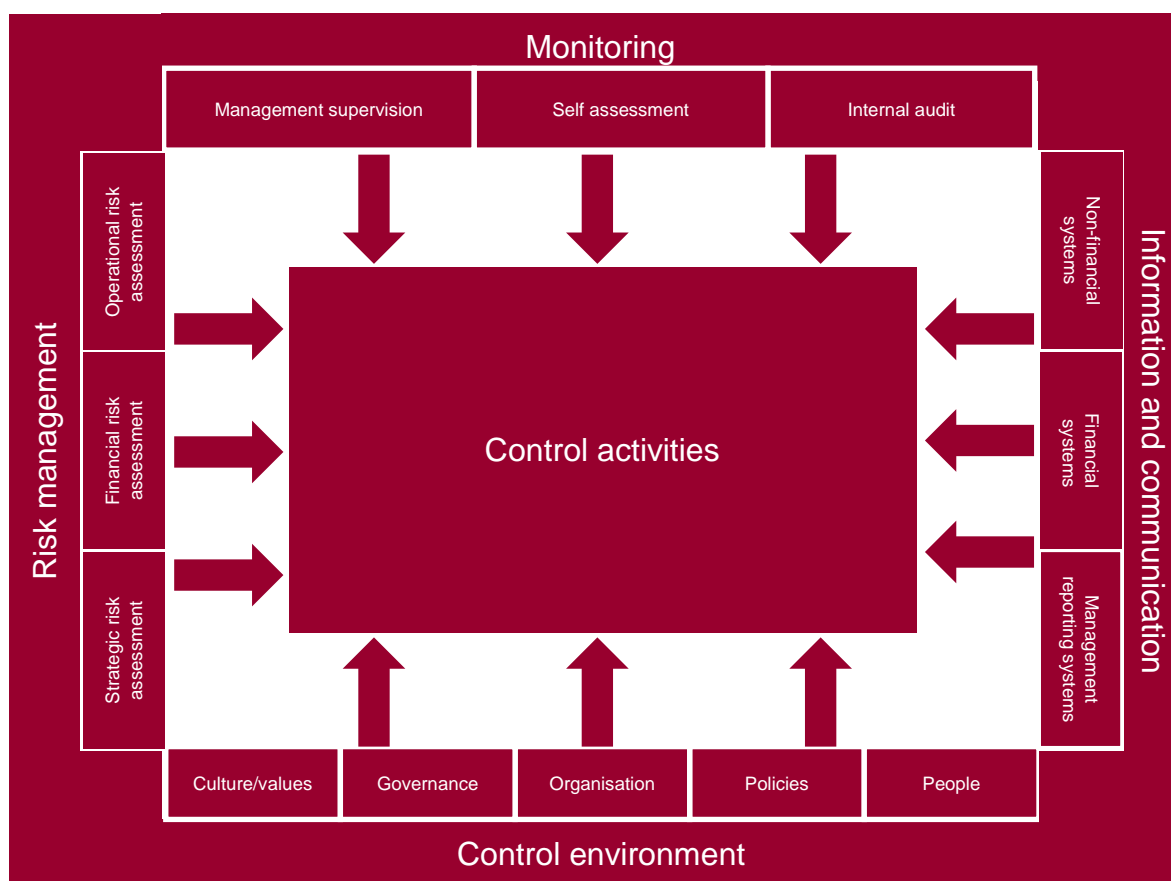 Monitoring
Management supervision
Self assessment
Internal audit
Risk management
Operational risk
assessment
Financial risk
assessment
Strategic risk
assessment
Control activities
Non-financial
systems
Financial
systems
Management
reporting systems
Information and communication
Culture/values
Governance
Organisation
Policies
People
Control environment